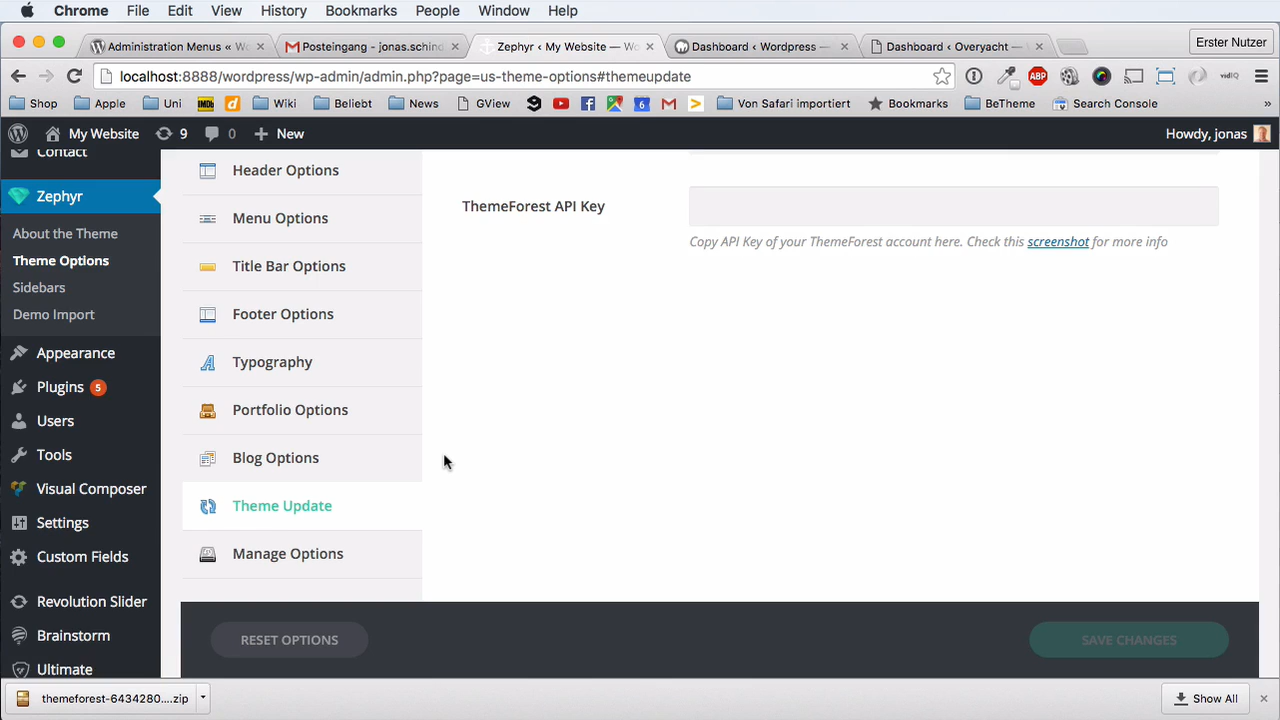 Chrome File Edit View History Bookmarks People Window Help
Administration Menus « W
Posteingang - jonas.schind
Zephyr ‹ My Website — Wo
Dashboard ‹ Wordpress —
Dashboard ‹ Overyacht —
Erster Nutzer
localhost:8888/wordpress/wp-admin/admin.php?page=us-theme-options#themeupdate
ABP
vidIQ
Shop Apple Uni IMDb Wiki Beliebt News GView Von Safari importiert Bookmarks BeTheme Search Console »
My Website 9 0 New Howdy, jonas
Contact
Zephyr
About the Theme
Theme Options
Sidebars
Demo Import
Appearance
Plugins 5
Users
Tools
Visual Composer
Settings
Custom Fields
Revolution Slider
Brainstorm
Ultimate
Header Options
Menu Options
Title Bar Options
Footer Options
Typography
Portfolio Options
Blog Options
Theme Update
Manage Options
ThemeForest API Key
Copy API Key of your ThemeForest account here. Check this screenshot for more info
RESET OPTIONS
SAVE CHANGES
themeforest-6434280....zip
Show All